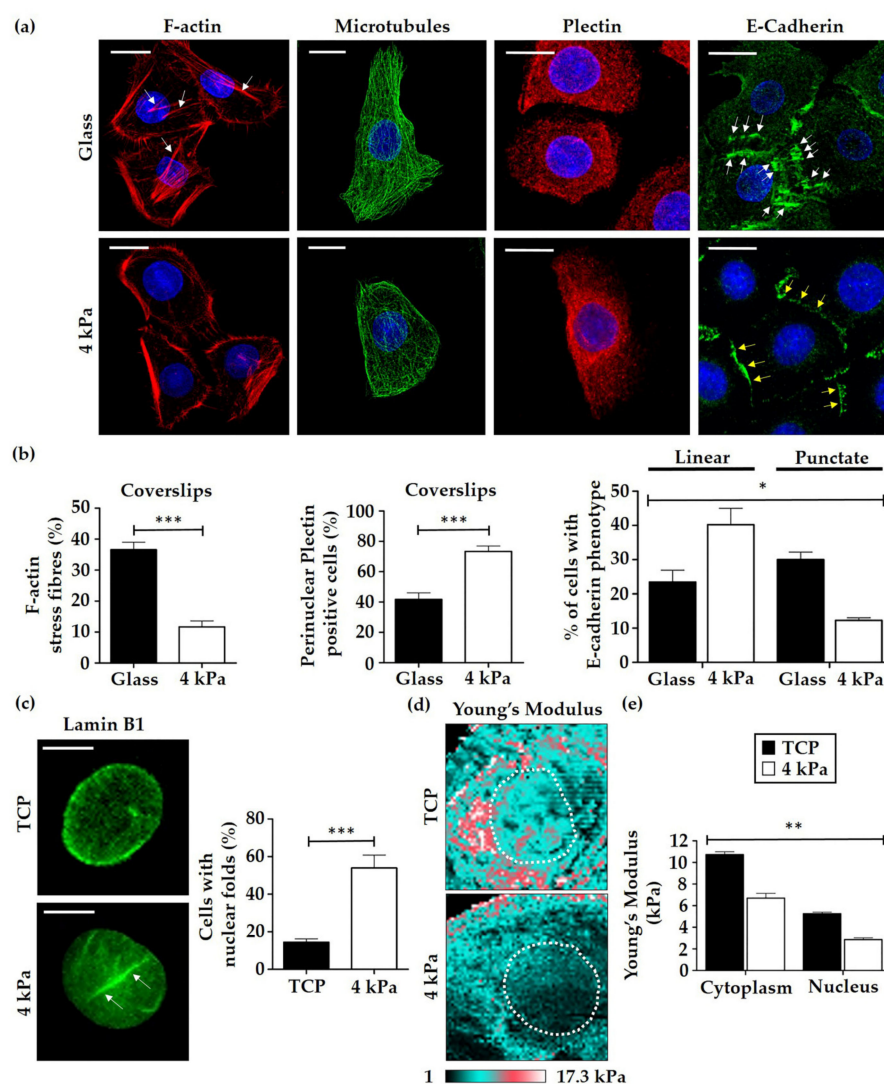 (a)
F-actin Microtubules Plectin E-Cadherin
Glass
4 kPa
(b)
Coverslips
F-actin
stress fibres (%)
50
40
30
20
10
0
***
Glass 4 kPa
Coverslips
Perinuclear Plectin
positive cells (%)
100
80
60
40
20
0
***
Glass 4 kPa
Linear Punctate
% of cells with
E-cadherin phenotype
50
40
30
20
10
0
*
Glass 4 kPa Glass 4 kPa
(c)
Lamin B1
TCP
4 kPa
Cells with
nuclear folds (%)
80
60
40
20
0
***
TCP 4 kPa
(d)
Young's Modulus
TCP
4 kPa
1 17.3 kPa
(e)
TCP
4 kPa
Young's Modulus
(kPa)
12
10
8
6
4
2
0
**
Cytoplasm Nucleus